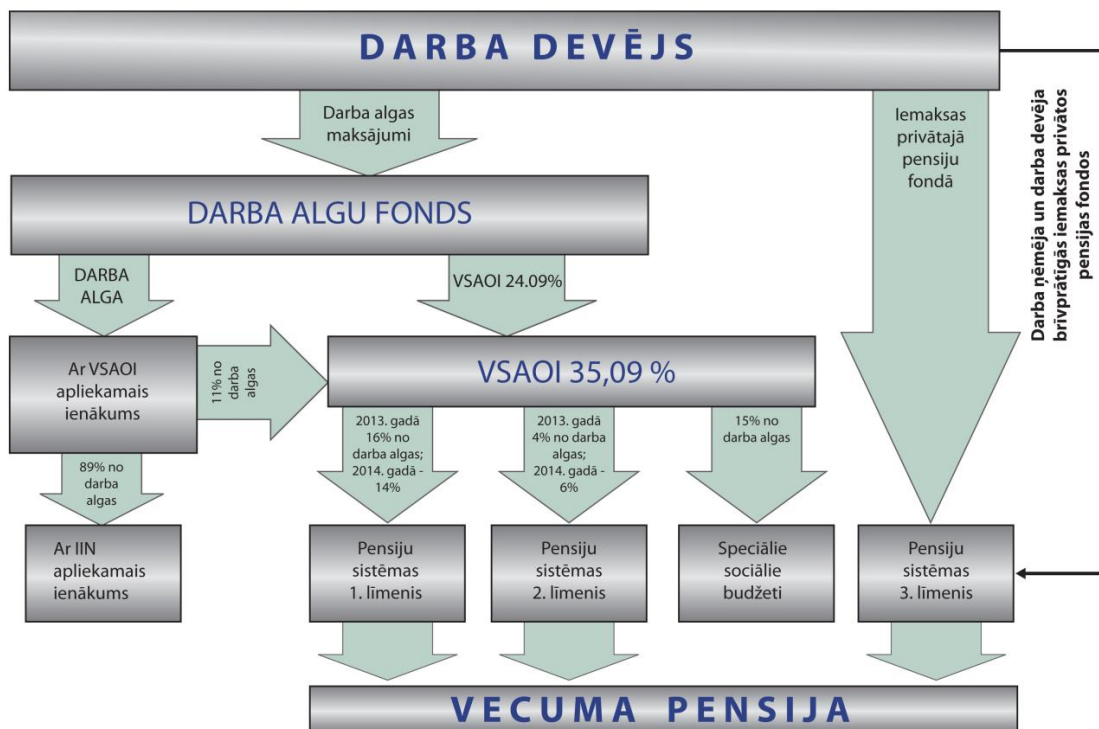 DARBA DEVĒJS
Darba algas
maksājumi
Iemaksas
privātajā
pensiju
fondā
Darba ņēmēja un darba devēja
brīvprātīgās iemaksas privātos
pensijas fondos
DARBA ALGU FONDS
DARBA
ALGA
VSAOI 24.09%
Ar VSAOI
apliekamais
ienākums
11% no
darba
algas
VSAOI 35,09 %
89% no
darba
algas
2013. gadā
16% no
darba algas;
2014. gadā -
14%
2013. gadā
4% no darba
algas;
2014. gadā -
6%
15% no
darba algas
Ar IIN
apliekamais
ienākums
Pensiju
sistēmas
1. līmenis
Pensiju
sistēmas
2. līmenis
Speciālie
sociālie
budžeti
Pensiju
sistēmas
3. līmenis
VECUMA PENSIJA